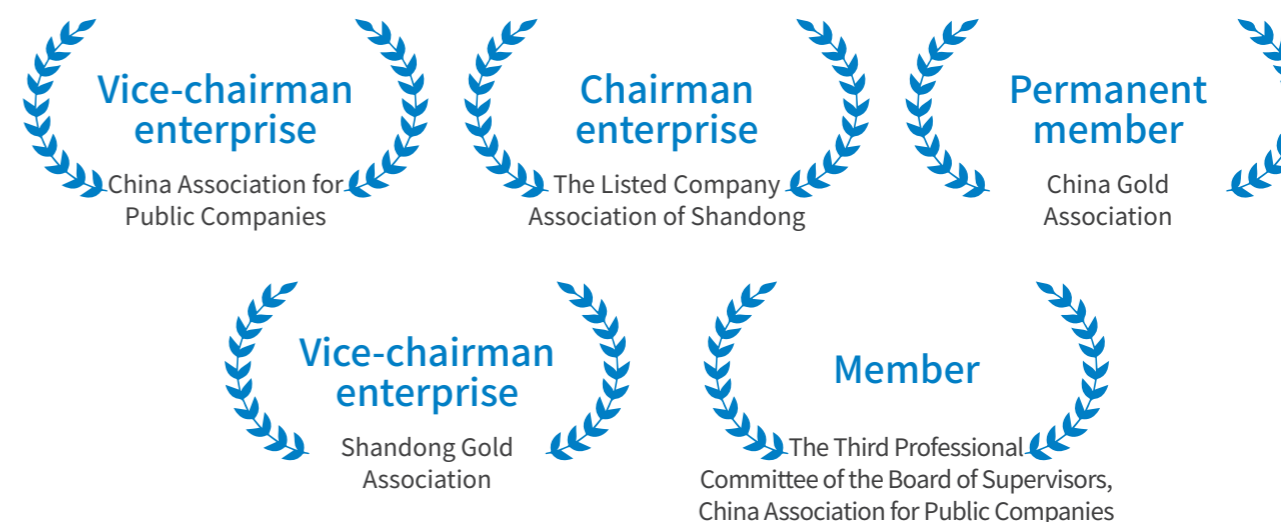 Vice-chairman
enterprise
China Association for
Public Companies
Chairman
enterprise
The Listed Company
Association of Shandong
Permanent
member
China Gold
Association
Vice-chairman
enterprise
Shandong Gold
Association
Member
The Third Professional
Committee of the Board of Supervisors,
China Association for Public Companies